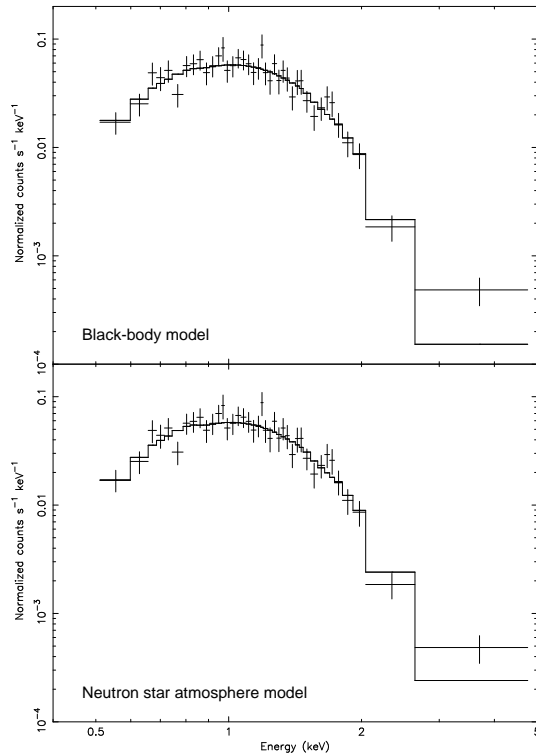 0.1
0.01
10−3
10−4
Normalized counts s−1 keV−1
Black-body model
0.1
0.01
10−3
10−4
Normalized counts s−1 keV−1
Neutron star atmosphere model
0.5
1
2
Energy (keV)